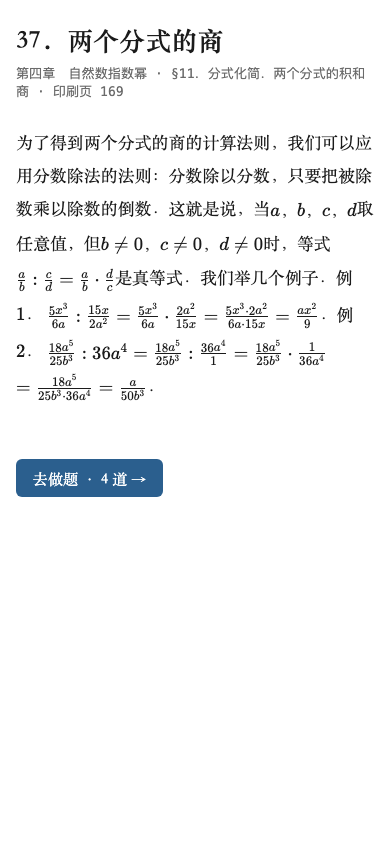 37．两个分式的商
第四章　自然数指数幂 · §11．分式化简．两个分式的积和
商 · 印刷页 169
为了得到两个分式的商的计算法则，我们可以应
用分数除法的法则：分数除以分数，只要把被除
数乘以除数的倒数．这就是说，当a，b，c，d取
任意值，但b ≠ 0，c ≠ 0，d ≠ 0时，等式
a/b : c/d = a/b · d/c是真等式．我们举几个例子．例
1． 5x³/6a : 15x/2a² = 5x³/6a · 2a²/15x = 5x³·2a²/6a·15x = ax²/9．例
2． 18a⁵/25b³ : 36a⁴ = 18a⁵/25b³ : 36a⁴/1 = 18a⁵/25b³ · 1/36a⁴
= 18a⁵/25b³·36a⁴ = a/50b³．
去做题 · 4 道 →